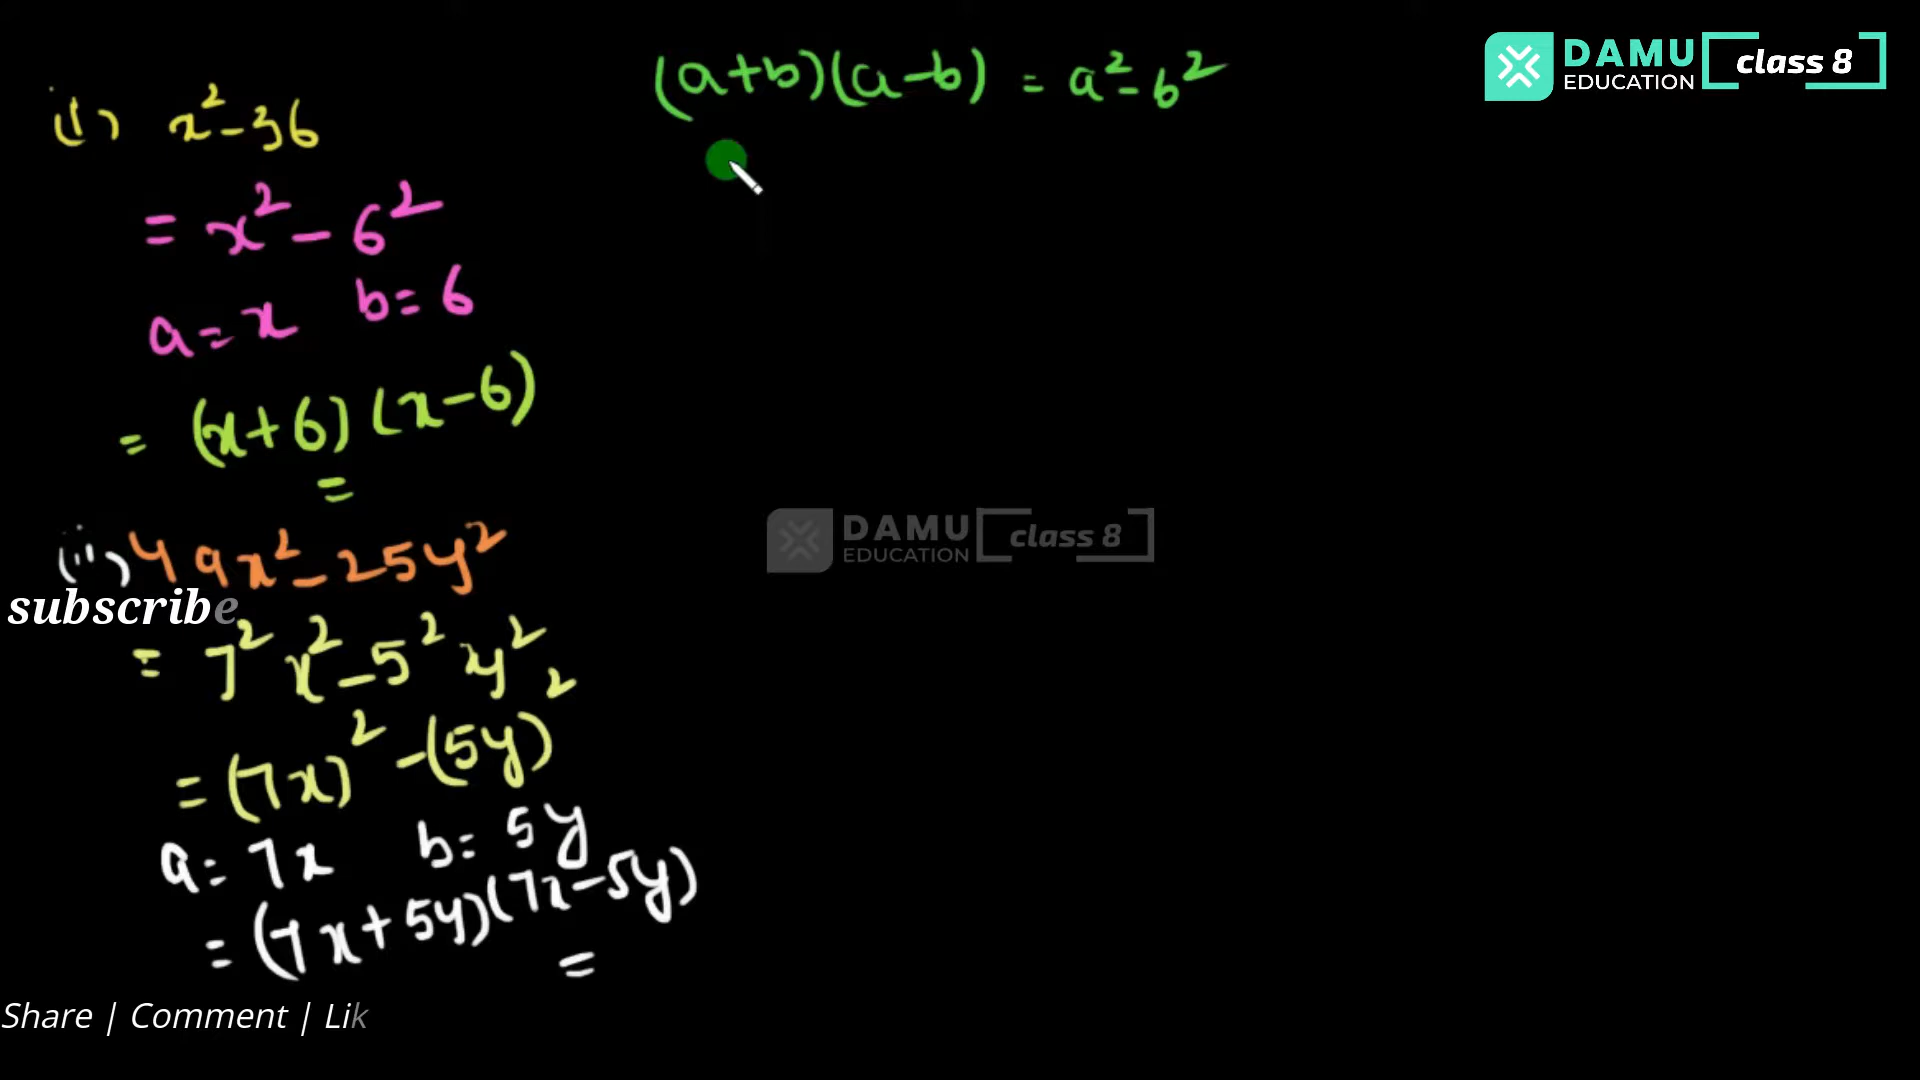 (i) x²-36
= x² - 6²
a=x b=6
= (x+6)(x-6)
=
(ii) 49x²-25y²
= 7²x²-5²y²
= (7x)²-(5y)²
a=7x b=5y
= (7x+5y)(7x-5y)
=
(a+b)(a-b) = a²-b²
DAMU
EDUCATION
class 8
DAMU
EDUCATION
class 8
subscribe
Share | Comment | Lik